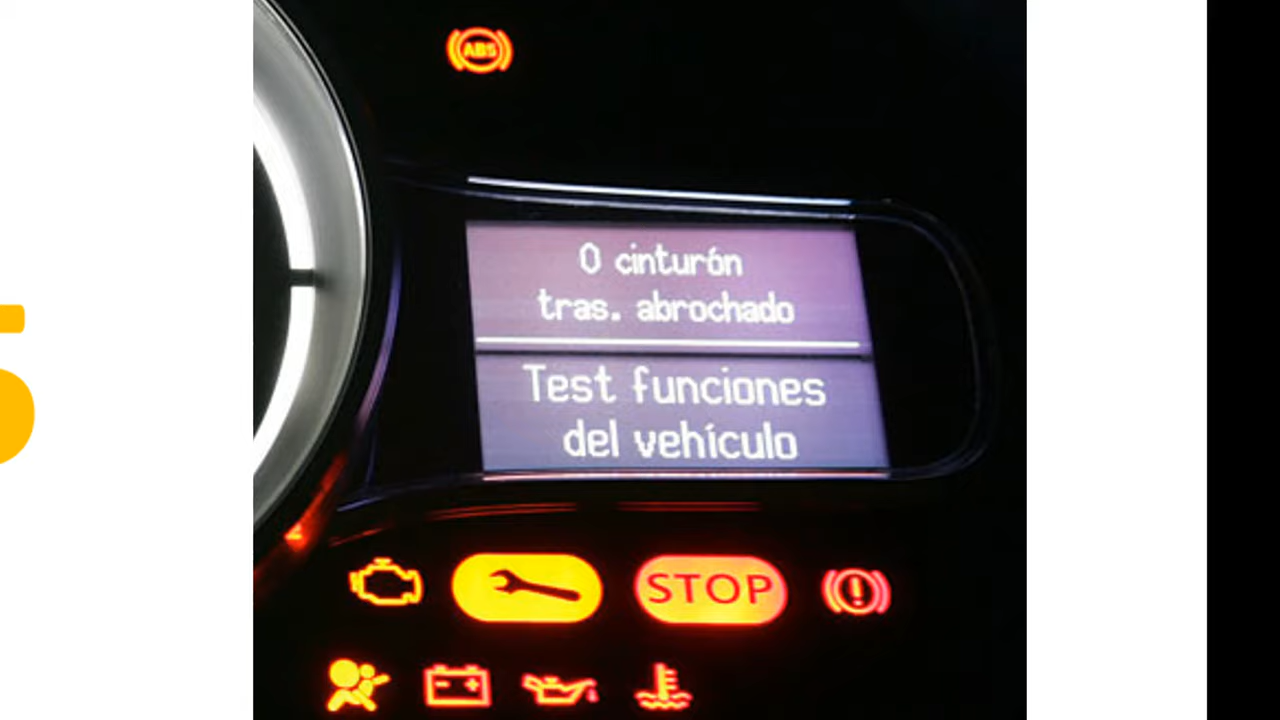 ABS
0 cinturón
tras. abrochado
Test funciones
del vehículo
STOP